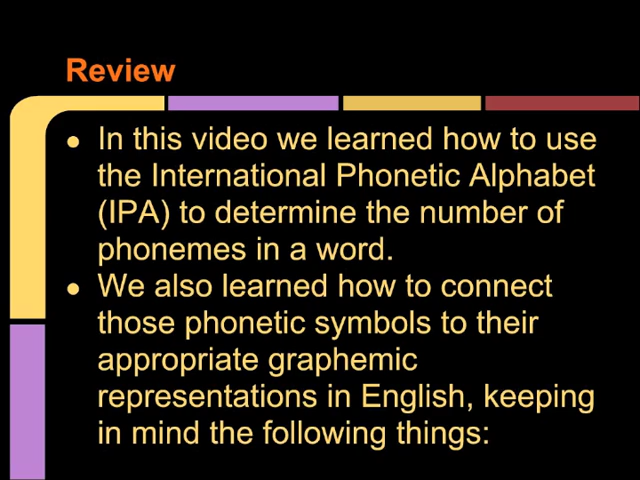 Review
● In this video we learned how to use
the International Phonetic Alphabet
(IPA) to determine the number of
phonemes in a word.
● We also learned how to connect
those phonetic symbols to their
appropriate graphemic
representations in English, keeping
in mind the following things: